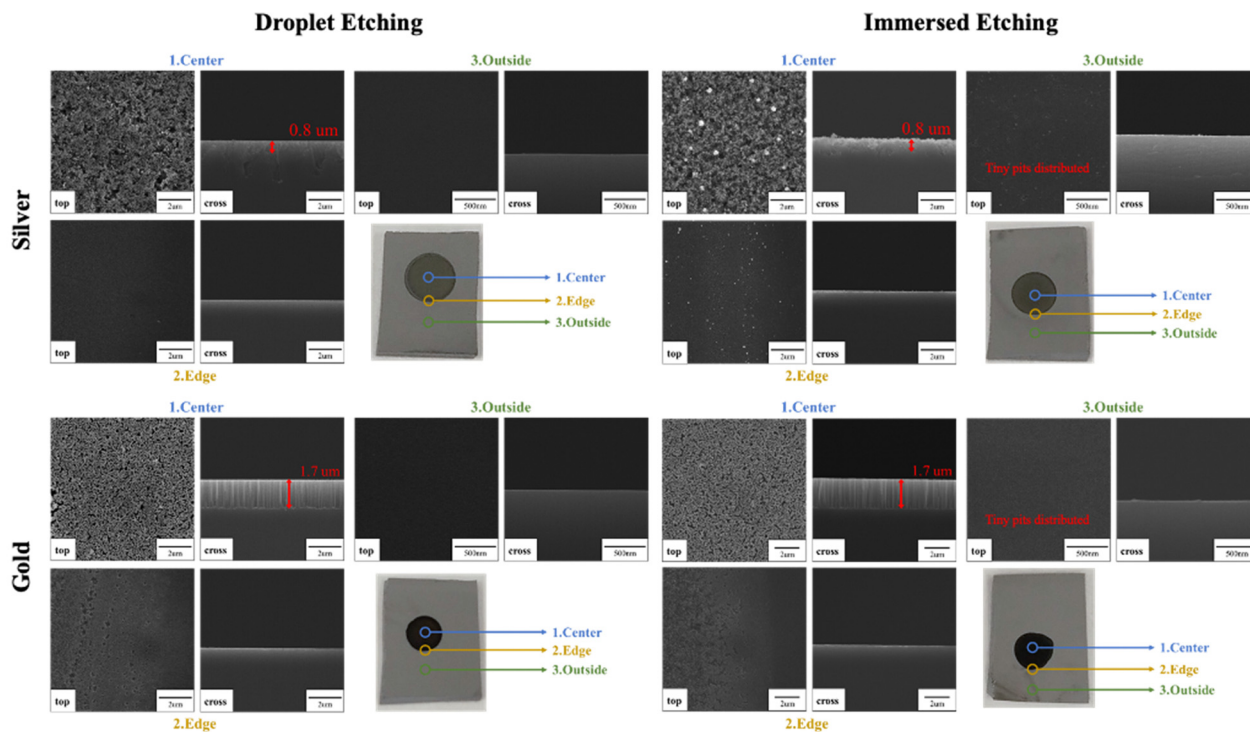 Droplet Etching
Immersed Etching
1.Center
3.Outside
1.Center
3.Outside
Silver
0.8 um
0.8 um
Tiny pits distributed
top
2um
cross
2um
top
500nm
cross
500nm
top
2um
cross
2um
top
500nm
cross
500nm
1.Center
2.Edge
3.Outside
1.Center
2.Edge
3.Outside
top
2um
cross
2um
top
2um
cross
2um
2.Edge
2.Edge
1.Center
3.Outside
1.Center
3.Outside
Gold
1.7 um
1.7 um
Tiny pits distributed
top
2um
cross
2um
top
500nm
cross
500nm
top
2um
cross
2um
top
500nm
cross
500nm
1.Center
2.Edge
3.Outside
1.Center
2.Edge
3.Outside
top
2um
cross
2um
top
2um
cross
2um
2.Edge
2.Edge